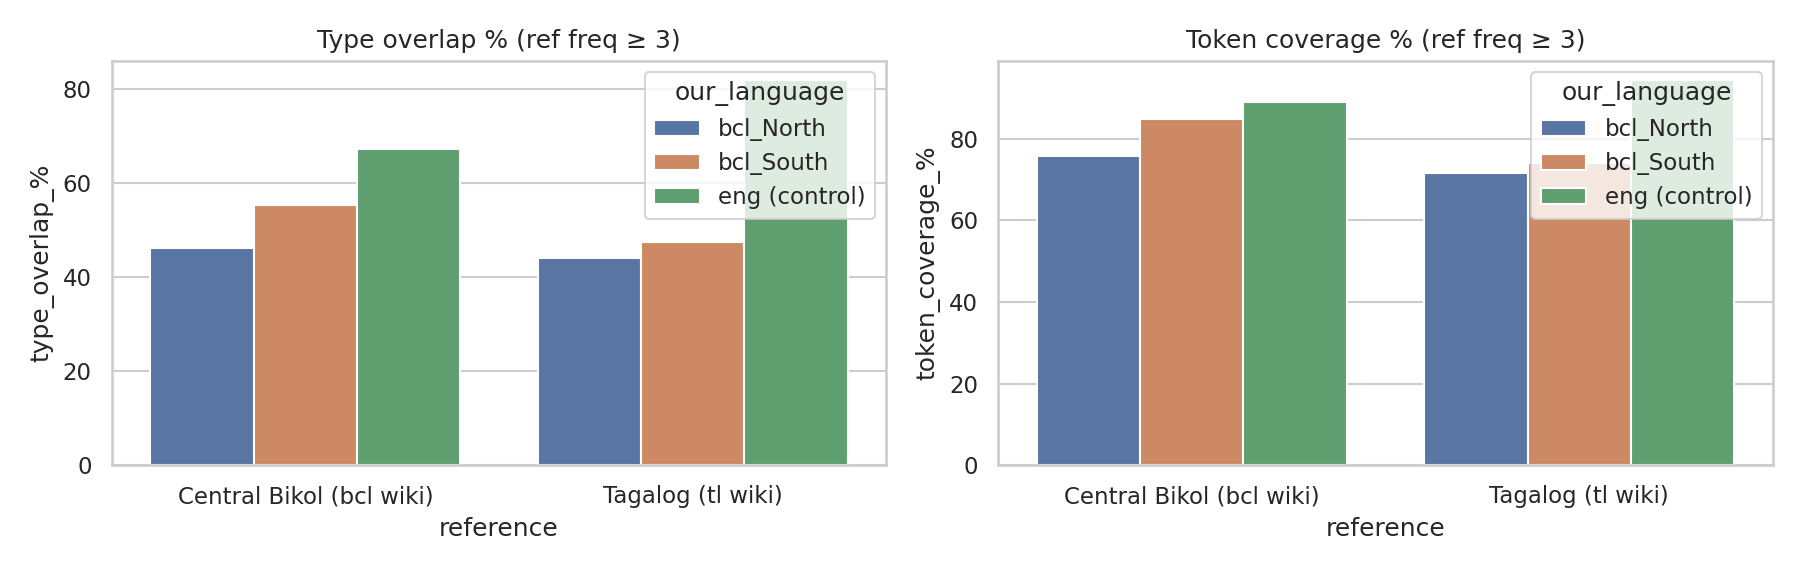 Type overlap % (ref freq ≥ 3)
type_overlap_%
80
60
40
20
0
our_language
bcl_North
bcl_South
eng (control)
Central Bikol (bcl wiki)
Tagalog (tl wiki)
reference
Token coverage % (ref freq ≥ 3)
token_coverage_%
80
60
40
20
0
our_language
bcl_North
bcl_South
eng (control)
Central Bikol (bcl wiki)
Tagalog (tl wiki)
reference